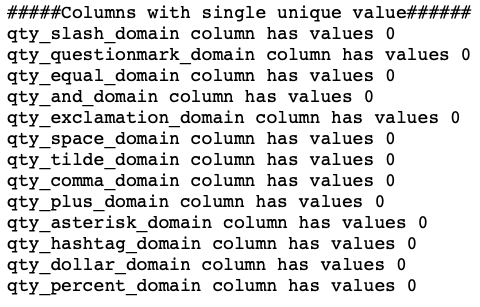 #####Columns with single unique value######
qty_slash_domain column has values 0
qty_questionmark_domain column has values 0
qty_equal_domain column has values 0
qty_and_domain column has values 0
qty_exclamation_domain column has values 0
qty_space_domain column has values 0
qty_tilde_domain column has values 0
qty_comma_domain column has values 0
qty_plus_domain column has values 0
qty_asterisk_domain column has values 0
qty_hashtag_domain column has values 0
qty_dollar_domain column has values 0
qty_percent_domain column has values 0